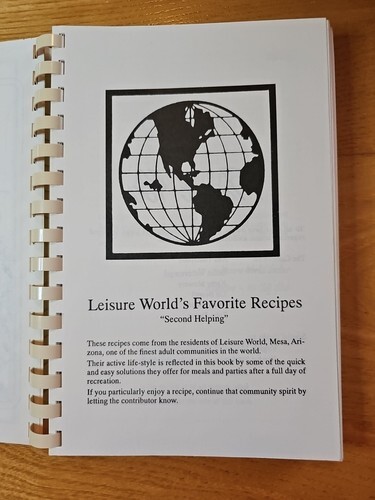 Leisure World's Favorite Recipes
"Second Helping"
These recipes come from the residents of Leisure World, Mesa, Ari-
zona, one of the finest adult communities in the world.
Their active life-style is reflected in this book by some of the quick
and easy solutions they offer for meals and parties after a full day of
recreation.
If you particularly enjoy a recipe, continue that community spirit by
letting the contributor know.